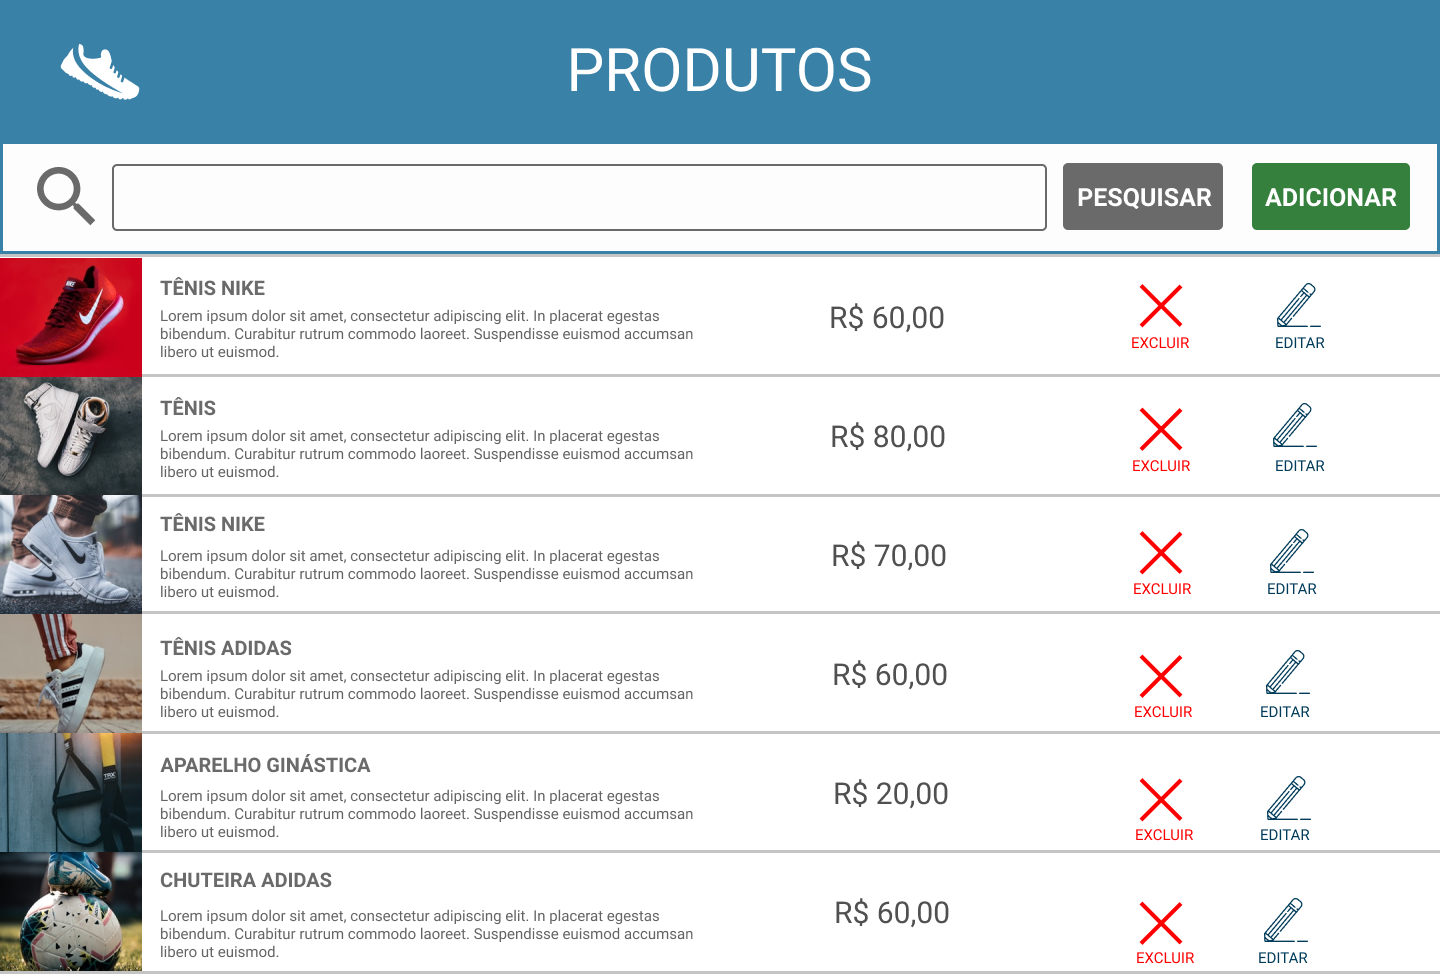 PRODUTOS
PESQUISAR
ADICIONAR
TÊNIS NIKE
Lorem ipsum dolor sit amet, consectetur adipiscing elit. In placerat egestas
bibendum. Curabitur rutrum commodo laoreet. Suspendisse euismod accumsan
libero ut euismod.
R$ 60,00
EXCLUIR
EDITAR
TÊNIS
Lorem ipsum dolor sit amet, consectetur adipiscing elit. In placerat egestas
bibendum. Curabitur rutrum commodo laoreet. Suspendisse euismod accumsan
libero ut euismod.
R$ 80,00
EXCLUIR
EDITAR
TÊNIS NIKE
Lorem ipsum dolor sit amet, consectetur adipiscing elit. In placerat egestas
bibendum. Curabitur rutrum commodo laoreet. Suspendisse euismod accumsan
libero ut euismod.
R$ 70,00
EXCLUIR
EDITAR
TÊNIS ADIDAS
Lorem ipsum dolor sit amet, consectetur adipiscing elit. In placerat egestas
bibendum. Curabitur rutrum commodo laoreet. Suspendisse euismod accumsan
libero ut euismod.
R$ 60,00
EXCLUIR
EDITAR
TRX
APARELHO GINÁSTICA
Lorem ipsum dolor sit amet, consectetur adipiscing elit. In placerat egestas
bibendum. Curabitur rutrum commodo laoreet. Suspendisse euismod accumsan
libero ut euismod.
R$ 20,00
EXCLUIR
EDITAR
CHUTEIRA ADIDAS
Lorem ipsum dolor sit amet, consectetur adipiscing elit. In placerat egestas
bibendum. Curabitur rutrum commodo laoreet. Suspendisse euismod accumsan
libero ut euismod.
R$ 60,00
EXCLUIR
EDITAR